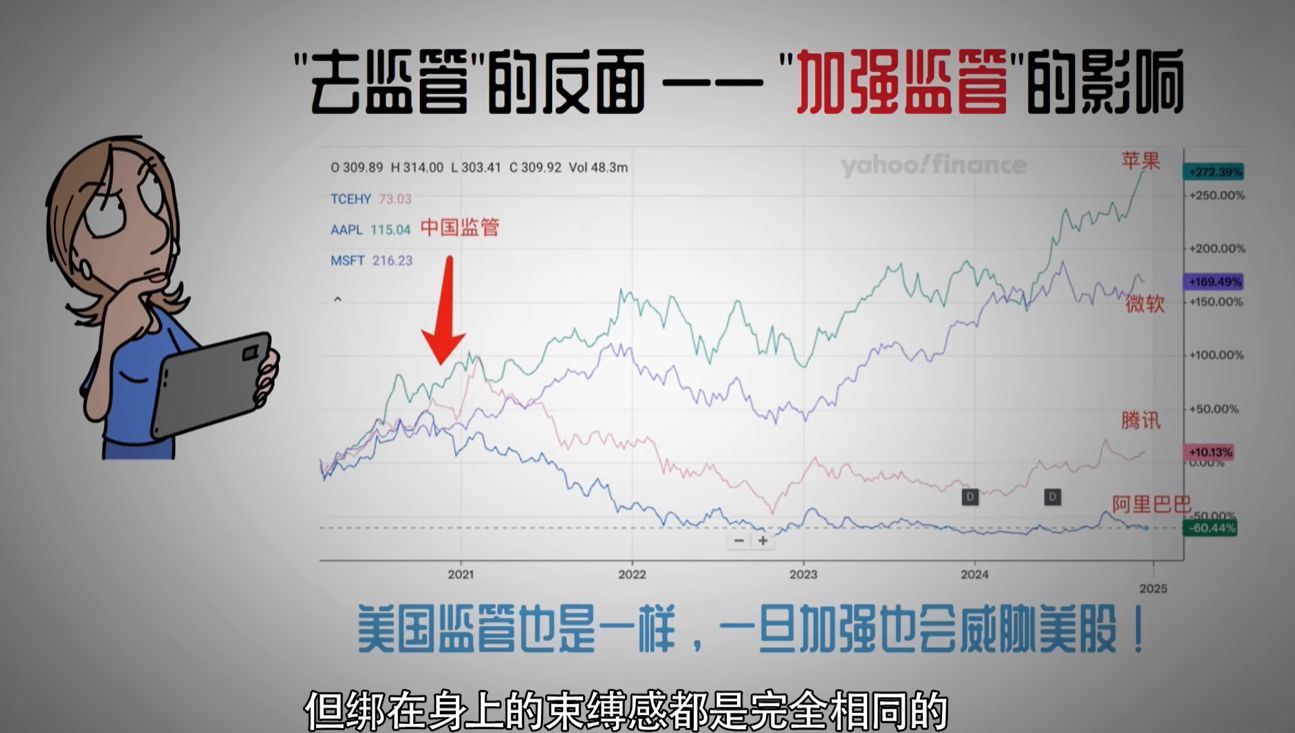 "去监管"的反面 —— "加强监管"的影响
O 309.89 H 314.00 L 303.41 C 309.92 Vol 48.3m
yahoo!finance
苹果
+272.39%
TCEHY 73.03
+250.00%
AAPL 115.04
中国监管
+200.00%
MSFT 216.23
+169.49%
+150.00%
微软
+100.00%
+50.00%
腾讯
+10.13%
0.00%
D
D
阿里巴巴
-50.00%
-60.44%
− +
2021 2022 2023 2024 2025
美国监管也是一样，一旦加强也会威胁美股！
但绑在身上的束缚感都是完全相同的